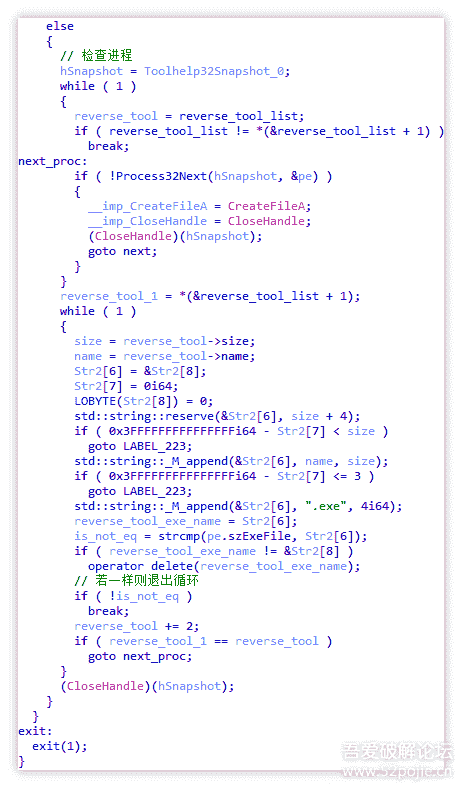 else
{
// 检查进程
hSnapshot = Toolhelp32Snapshot_0;
while ( 1 )
{
reverse_tool = reverse_tool_list;
if ( reverse_tool_list != *(&reverse_tool_list + 1) )
break;
next_proc:
if ( !Process32Next(hSnapshot, &pe) )
{
__imp_CreateFileA = CreateFileA;
__imp_CloseHandle = CloseHandle;
(CloseHandle)(hSnapshot);
goto next;
}
}
reverse_tool_1 = *(&reverse_tool_list + 1);
while ( 1 )
{
size = reverse_tool->size;
name = reverse_tool->name;
Str2[6] = &Str2[8];
Str2[7] = 0i64;
LOBYTE(Str2[8]) = 0;
std::string::reserve(&Str2[6], size + 4);
if ( 0x3FFFFFFFFFFFFFFFi64 - Str2[7] < size )
goto LABEL_223;
std::string::_M_append(&Str2[6], name, size);
if ( 0x3FFFFFFFFFFFFFFFi64 - Str2[7] <= 3 )
goto LABEL_223;
std::string::_M_append(&Str2[6], ".exe", 4i64);
reverse_tool_exe_name = Str2[6];
is_not_eq = strcmp(pe.szExeFile, Str2[6]);
if ( reverse_tool_exe_name != &Str2[8] )
operator delete(reverse_tool_exe_name);
// 若一样则退出循环
if ( !is_not_eq )
break;
reverse_tool += 2;
if ( reverse_tool_1 == reverse_tool )
goto next_proc;
}
(CloseHandle)(hSnapshot);
}
}
exit:
exit(1);
}
吾爱破解论坛
www.52pojie.cn